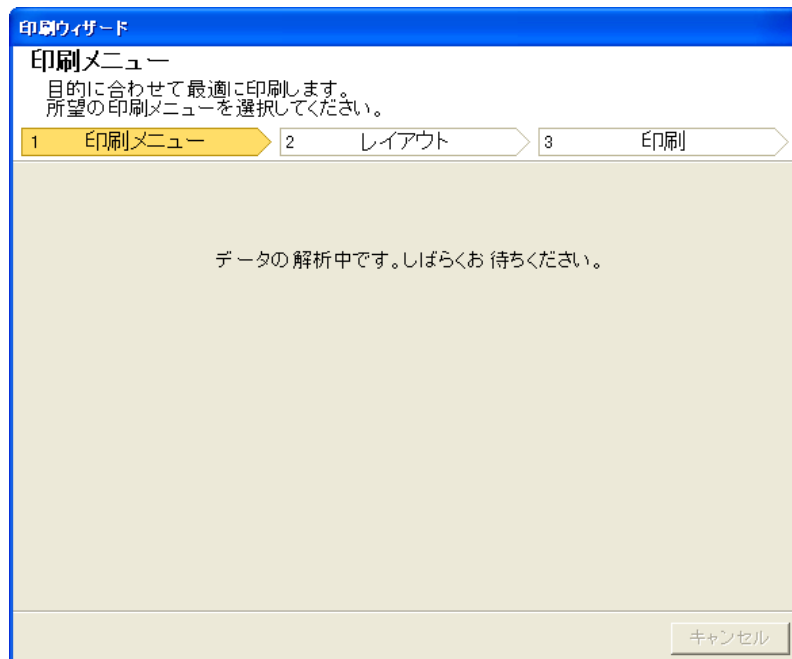 印刷ウィザード
印刷メニュー
目的に合わせて最適に印刷します。
所望の印刷メニューを選択してください。
1 印刷メニュー 2 レイアウト 3 印刷
データの解析中です。しばらくお待ちください。
キャンセル